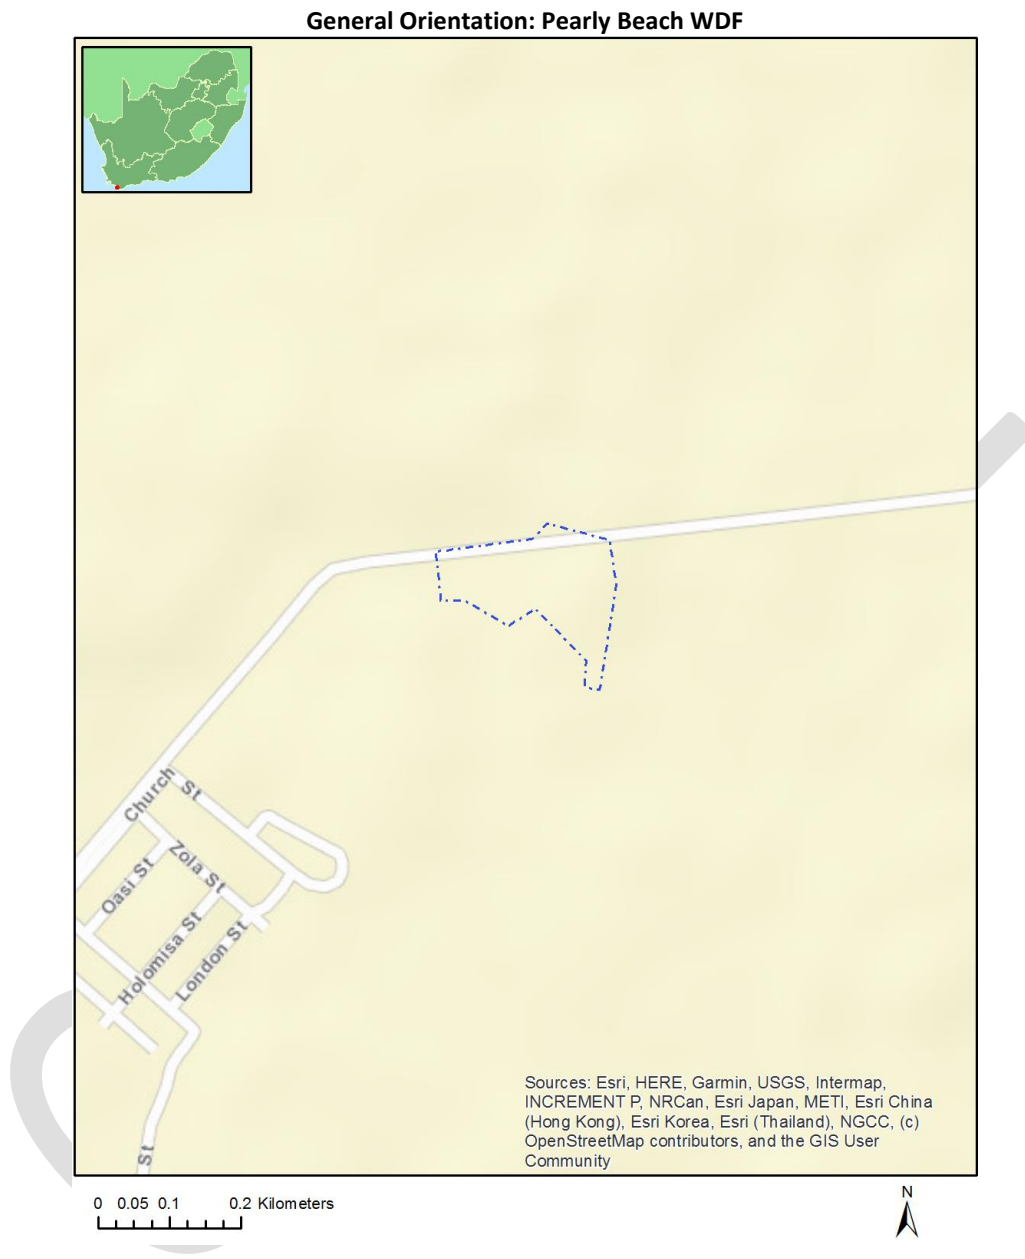 General Orientation: Pearly Beach WDF
Church St
Zola St
Oasi St
Holomisa St
London St
St
Sources: Esri, HERE, Garmin, USGS, Intermap,
INCREMENT P, NRCan, Esri Japan, METI, Esri China
(Hong Kong), Esri Korea, Esri (Thailand), NGCC, (c)
OpenStreetMap contributors, and the GIS User
Community
0 0.05 0.1 0.2 Kilometers
N